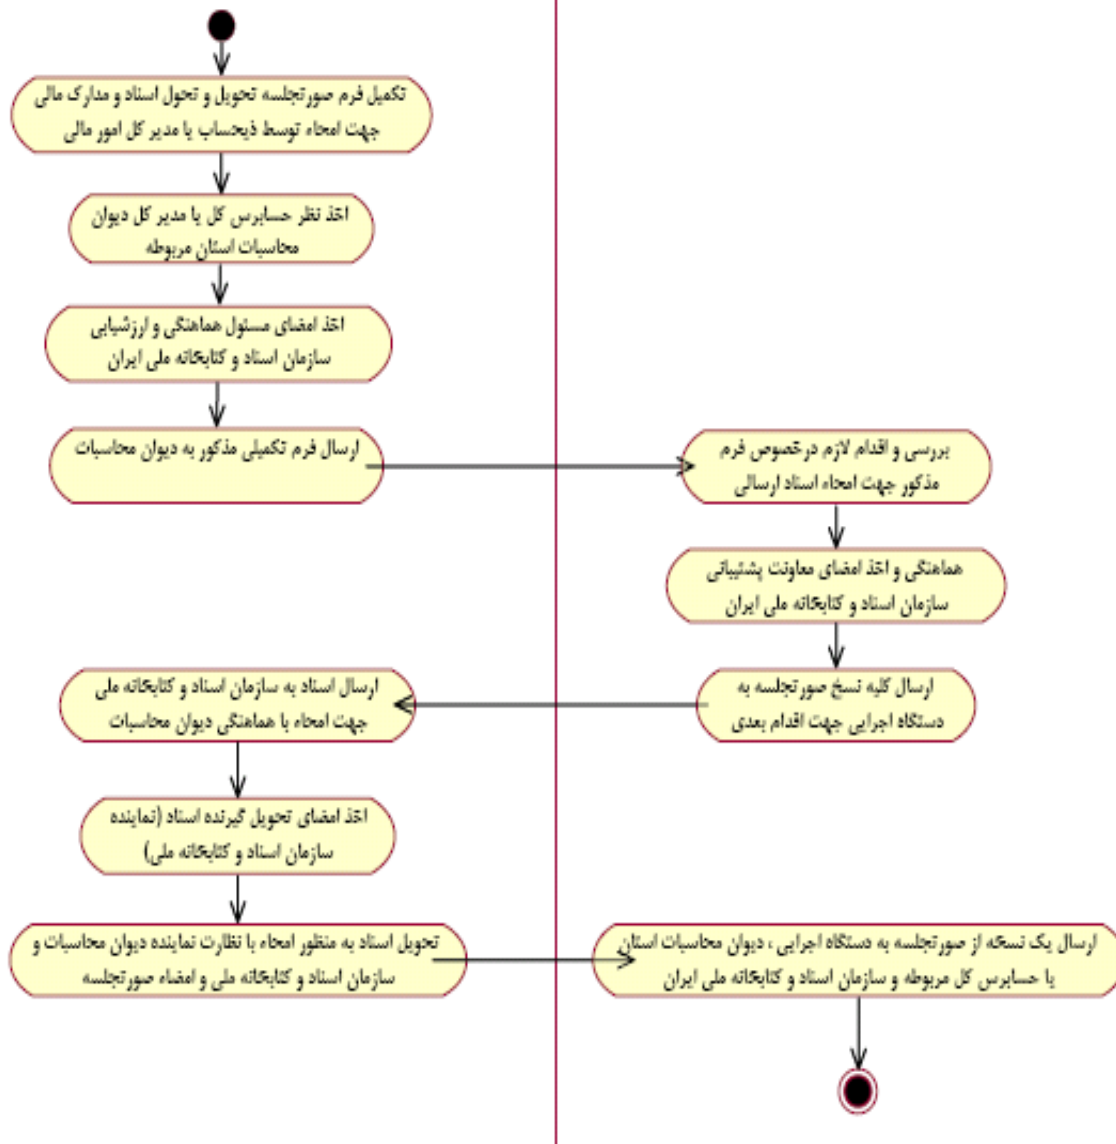 تکمیل فرم صورتجلسه تحویل و تحول اسناد و مدارک مالی
جهت امحاء توسط ذیحساب یا مدیر کل امور مالی
اخذ نظر حسابرس کل یا مدیر کل دیوان
محاسبات استان مربوطه
اخذ امضای مسئول هماهنگی و ارزشیابی
سازمان اسناد و کتابخانه ملی ایران
ارسال فرم تکمیلی مذکور به دیوان محاسبات
بررسی و اقدام لازم درخصوص فرم
مذکور جهت امحاء اسناد ارسالی
هماهنگی و اخذ امضای معاونت پشتیبانی
سازمان اسناد و کتابخانه ملی ایران
ارسال کلیه نسخ صورتجلسه به
دستگاه اجرایی جهت اقدام بعدی
ارسال اسناد به سازمان اسناد و کتابخانه ملی
جهت امحاء با هماهنگی دیوان محاسبات
اخذ امضای تحویل گیرنده اسناد (نماینده
سازمان اسناد و کتابخانه ملی)
تحویل اسناد به منظور امحاء با نظارت نماینده دیوان محاسبات و
سازمان اسناد و کتابخانه ملی و امضاء صورتجلسه
ارسال یک نسخه از صورتجلسه به دستگاه اجرایی ، دیوان محاسبات استان
یا حسابرس کل مربوطه و سازمان اسناد و کتابخانه ملی ایران